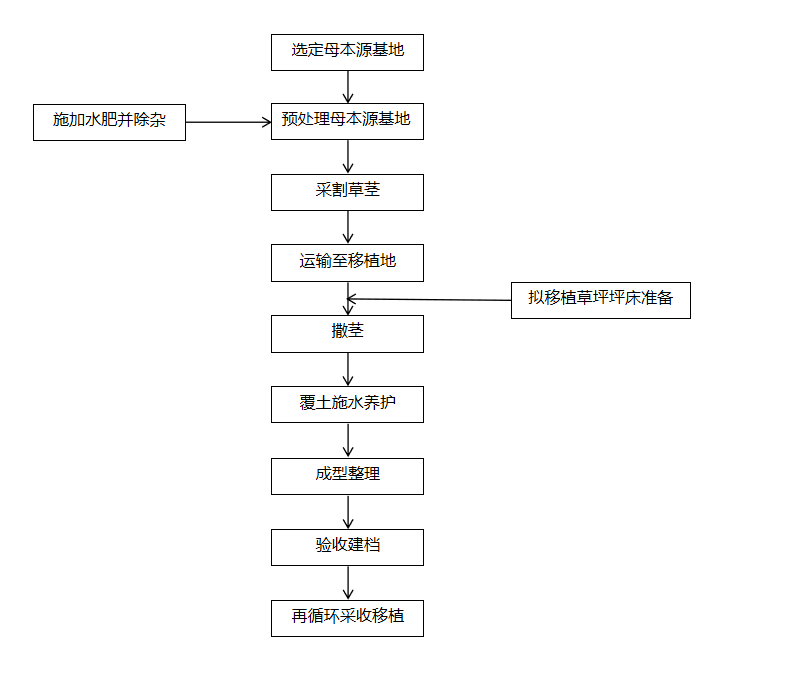 选定母本源基地
施加水肥并除杂
预处理母本源基地
采割草茎
运输至移植地
拟移植草坪坪床准备
撒茎
覆土施水养护
成型整理
验收建档
再循环采收移植